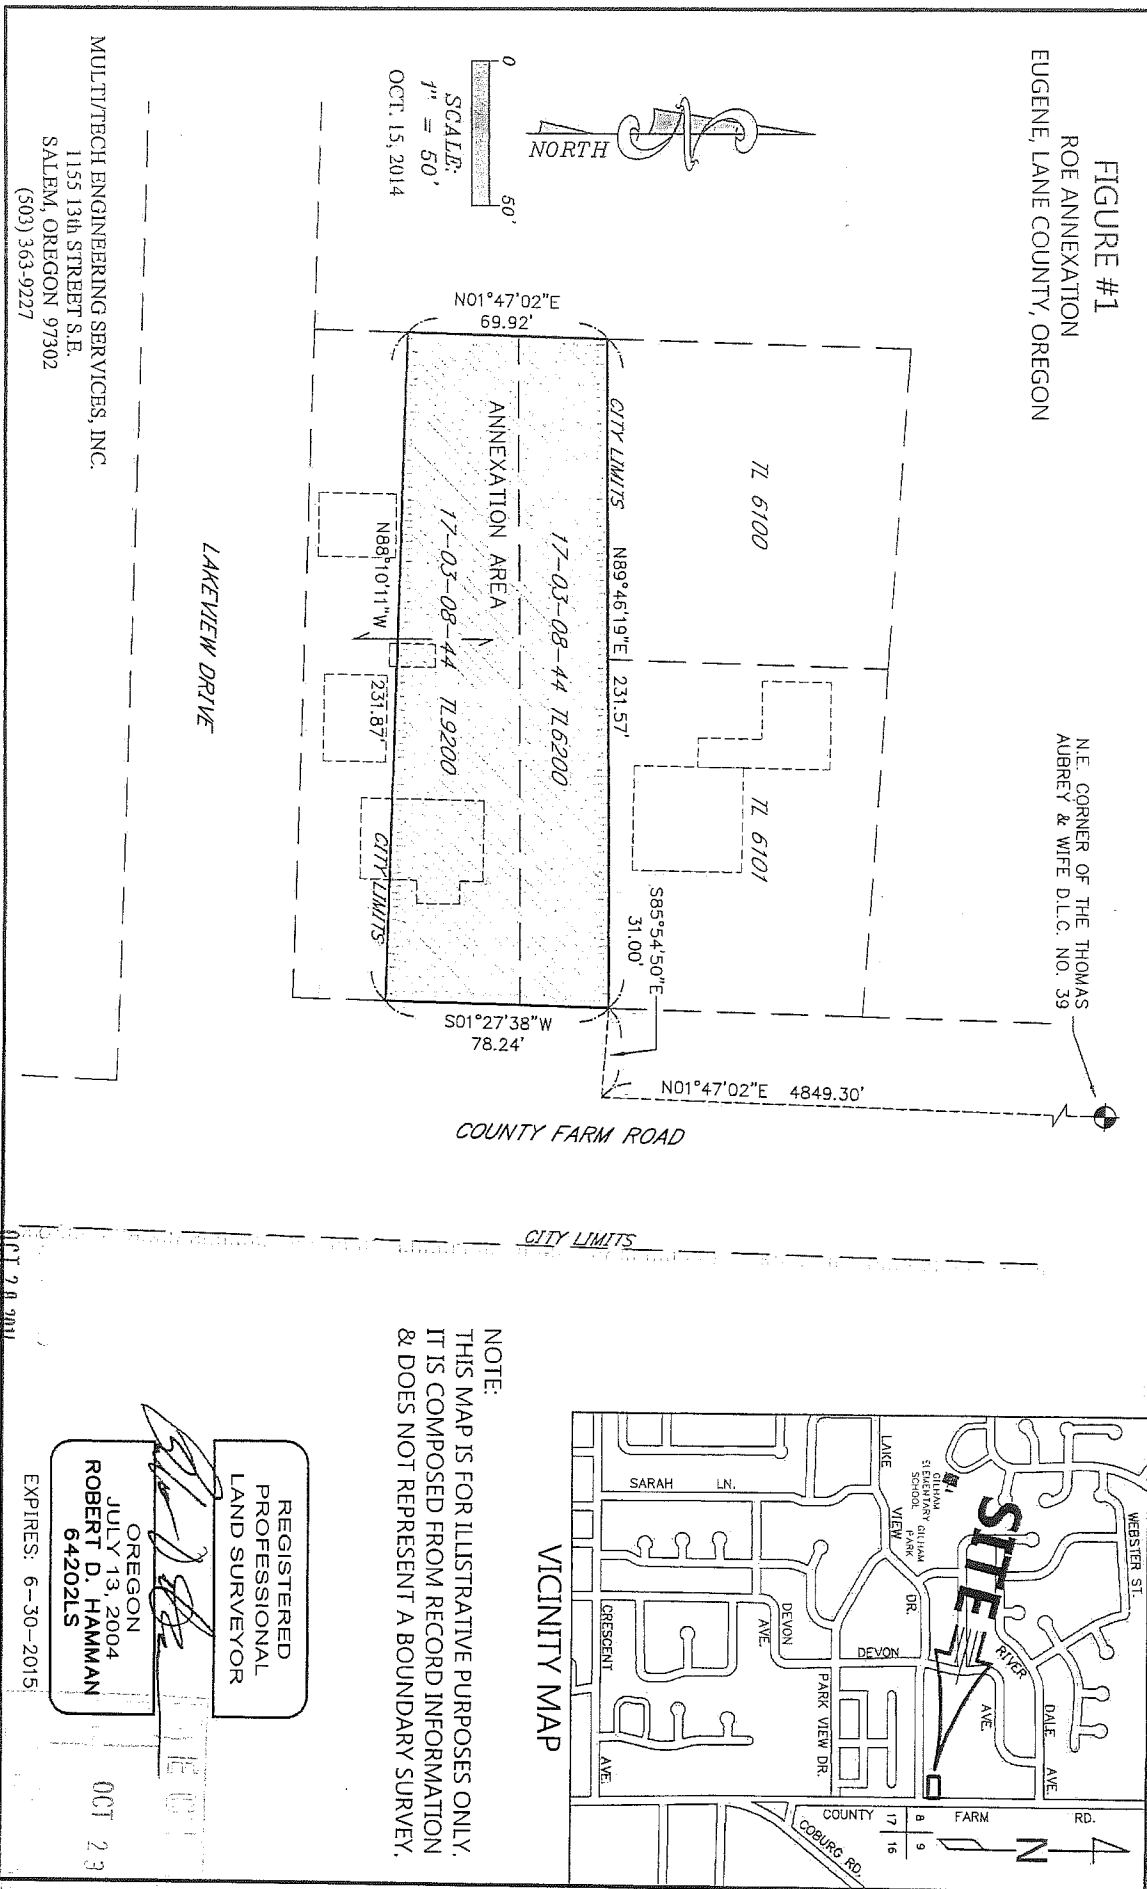 FIGURE #1
ROE ANNEXATION
EUGENE, LANE COUNTY, OREGON
NORTH
0
50'
SCALE:
1" = 50'
OCT. 15, 2014
MULTI/TECH ENGINEERING SERVICES, INC.
1155 13th STREET S.E.
SALEM, OREGON 97302
(503) 363-9227
N.E. CORNER OF THE THOMAS
AUBREY & WIFE D.L.C. NO. 39
TL 6100
TL 6101
S85°54'50"E
31.00'
N01°47'02"E 4849.30'
N01°47'02"E
69.92'
CITY LIMITS
N89°46'19"E 231.57'
17-03-08-44 TL6200
ANNEXATION AREA
17-03-08-44 TL9200
N88°10'11"W
231.87'
CITY LIMITS
S01°27'38"W
78.24'
LAKEVIEW DRIVE
COUNTY FARM ROAD
CITY LIMITS
WEBSTER ST.
SITE
GILHAM
ELEMENTARY
SCHOOL
GILHAM
PARK
RIVER
DALE
AVE.
AVE.
LAKE
VIEW
DR.
DEVON
SARAH LN.
DEVON
AVE.
PARK VIEW DR.
CRESCENT
AVE.
COUNTY
FARM
RD.
8
9
17
16
N
COBURG RD.
VICINITY MAP
NOTE:
THIS MAP IS FOR ILLISTRATIVE PURPOSES ONLY.
IT IS COMPOSED FROM RECORD INFORMATION
& DOES NOT REPRESENT A BOUNDARY SURVEY.
REGISTERED
PROFESSIONAL
LAND SURVEYOR
OREGON
JULY 13, 2004
ROBERT D. HAMMAN
64202LS
EXPIRES: 6-30-2015
OCT 29